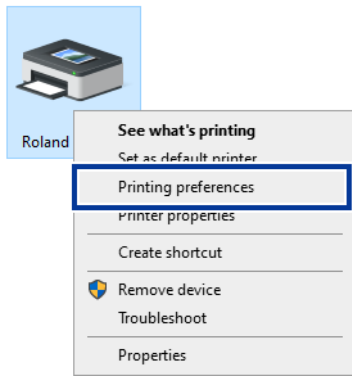 Roland
See what's printing
Set as default printer
Printing preferences
Printer properties
Create shortcut
Remove device
Troubleshoot
Properties